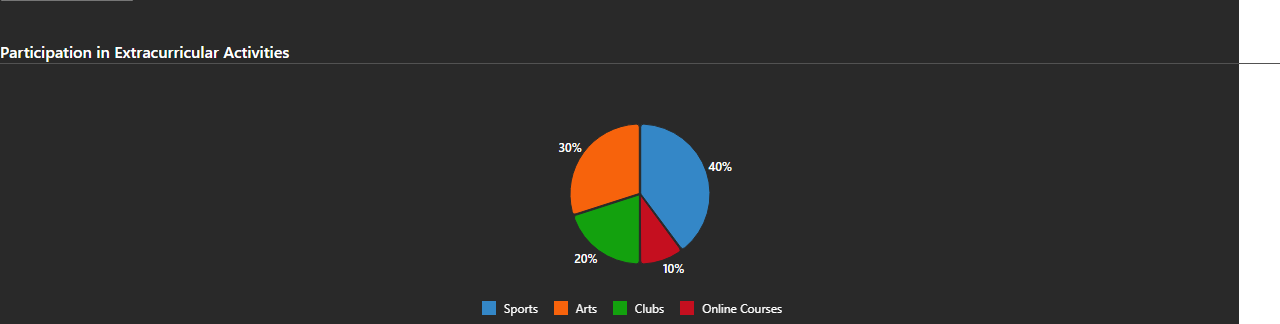 Participation in Extracurricular Activities
30%
40%
20%
10%
Sports Arts Clubs Online Courses